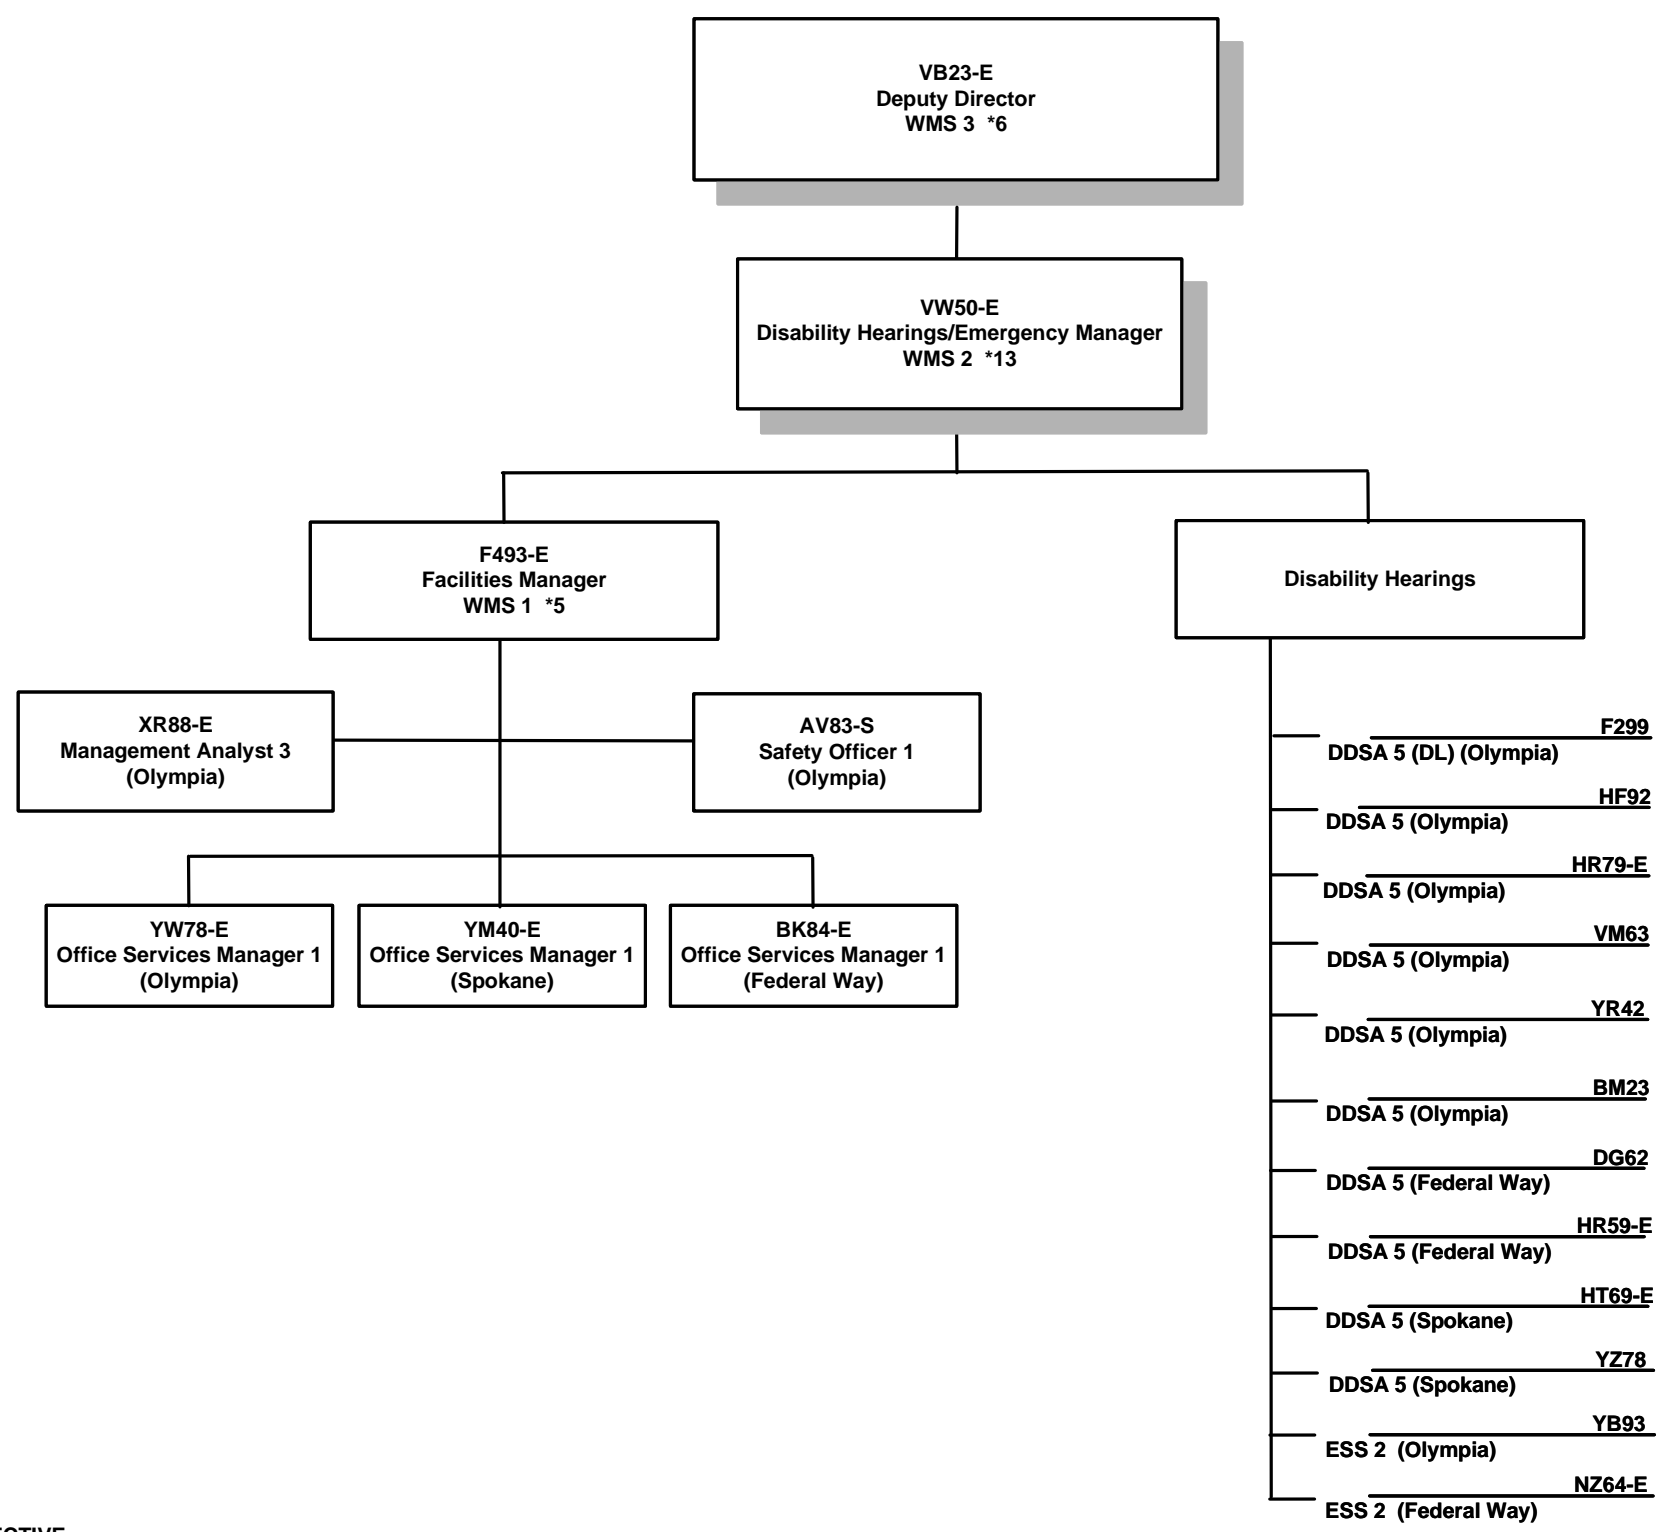 VB23-E
Deputy Director
WMS 3 *6
VW50-E
Disability Hearings/Emergency Manager
WMS 2 *13
F493-E
Facilities Manager
WMS 1 *5
Disability Hearings
XR88-E
Management Analyst 3
(Olympia)
AV83-S
Safety Officer 1
(Olympia)
YW78-E
Office Services Manager 1
(Olympia)
YM40-E
Office Services Manager 1
(Spokane)
BK84-E
Office Services Manager 1
(Federal Way)
F299
DDSA 5 (DL) (Olympia)
HF92
DDSA 5 (Olympia)
HR79-E
DDSA 5 (Olympia)
VM63
DDSA 5 (Olympia)
YR42
DDSA 5 (Olympia)
BM23
DDSA 5 (Olympia)
DG62
DDSA 5 (Federal Way)
HR59-E
DDSA 5 (Federal Way)
HT69-E
DDSA 5 (Spokane)
YZ78
DDSA 5 (Spokane)
YB93
ESS 2 (Olympia)
NZ64-E
ESS 2 (Federal Way)